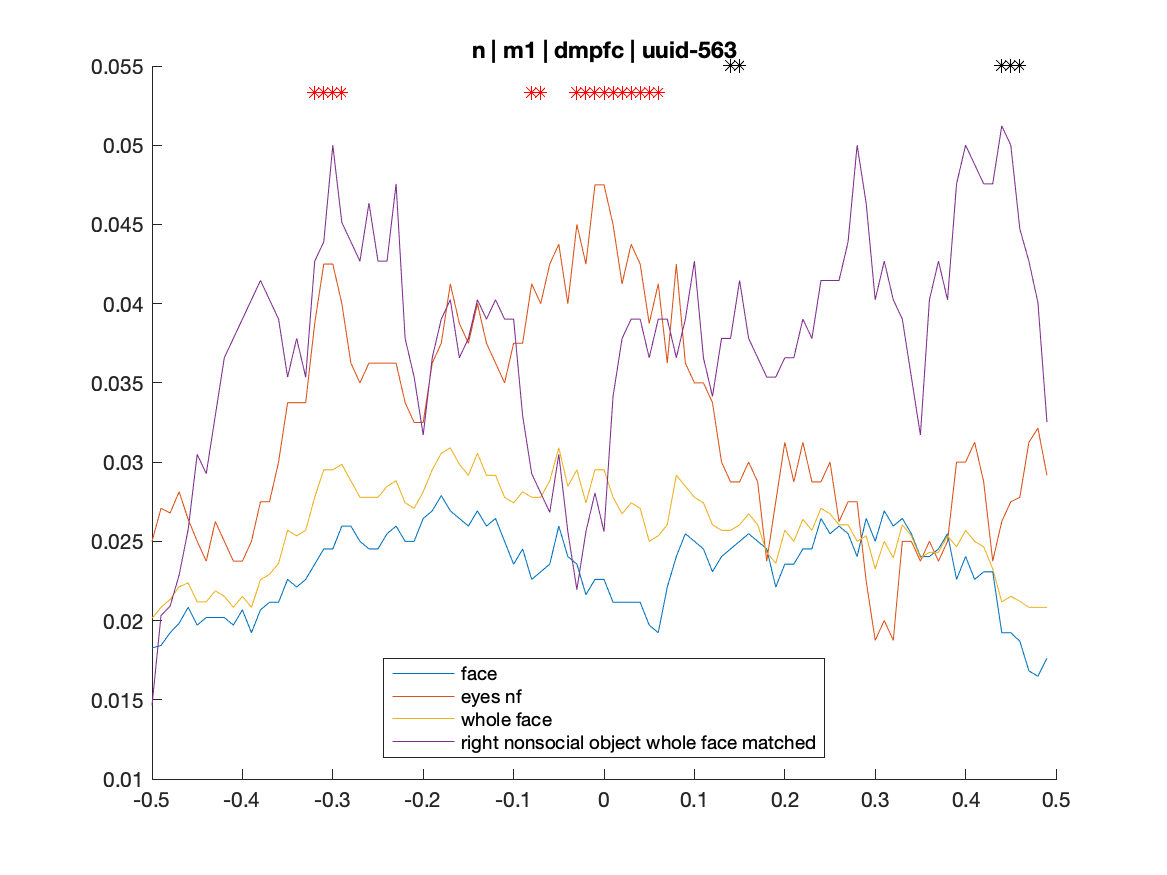 n | m1 | dmpfc | uuid-563
0.055
0.05
0.045
0.04
0.035
0.03
0.025
0.02
0.015
0.01
face
eyes nf
whole face
right nonsocial object whole face matched
-0.5 -0.4 -0.3 -0.2 -0.1 0 0.1 0.2 0.3 0.4 0.5